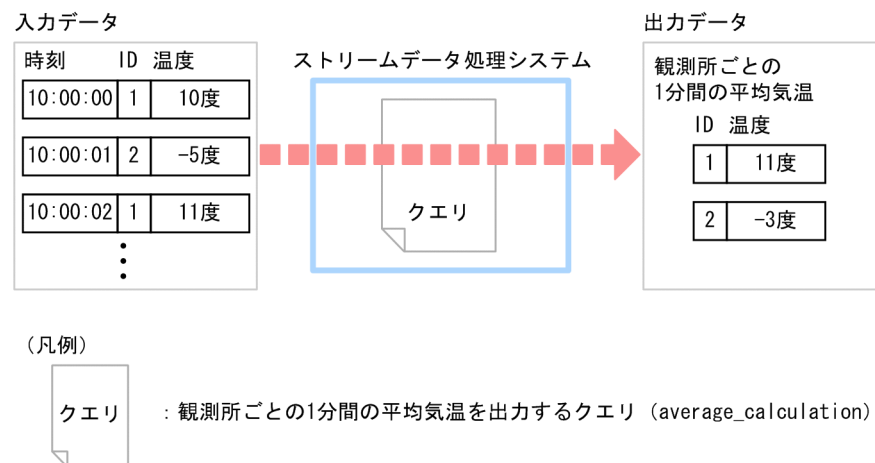 入力データ
時刻 ID 温度
10:00:00 1 10度
10:00:01 2 -5度
10:00:02 1 11度
ストリームデータ処理システム
クエリ
出力データ
観測所ごとの
1分間の平均気温
ID 温度
1 11度
2 -3度
（凡例）
クエリ ：観測所ごとの1分間の平均気温を出力するクエリ（average_calculation）